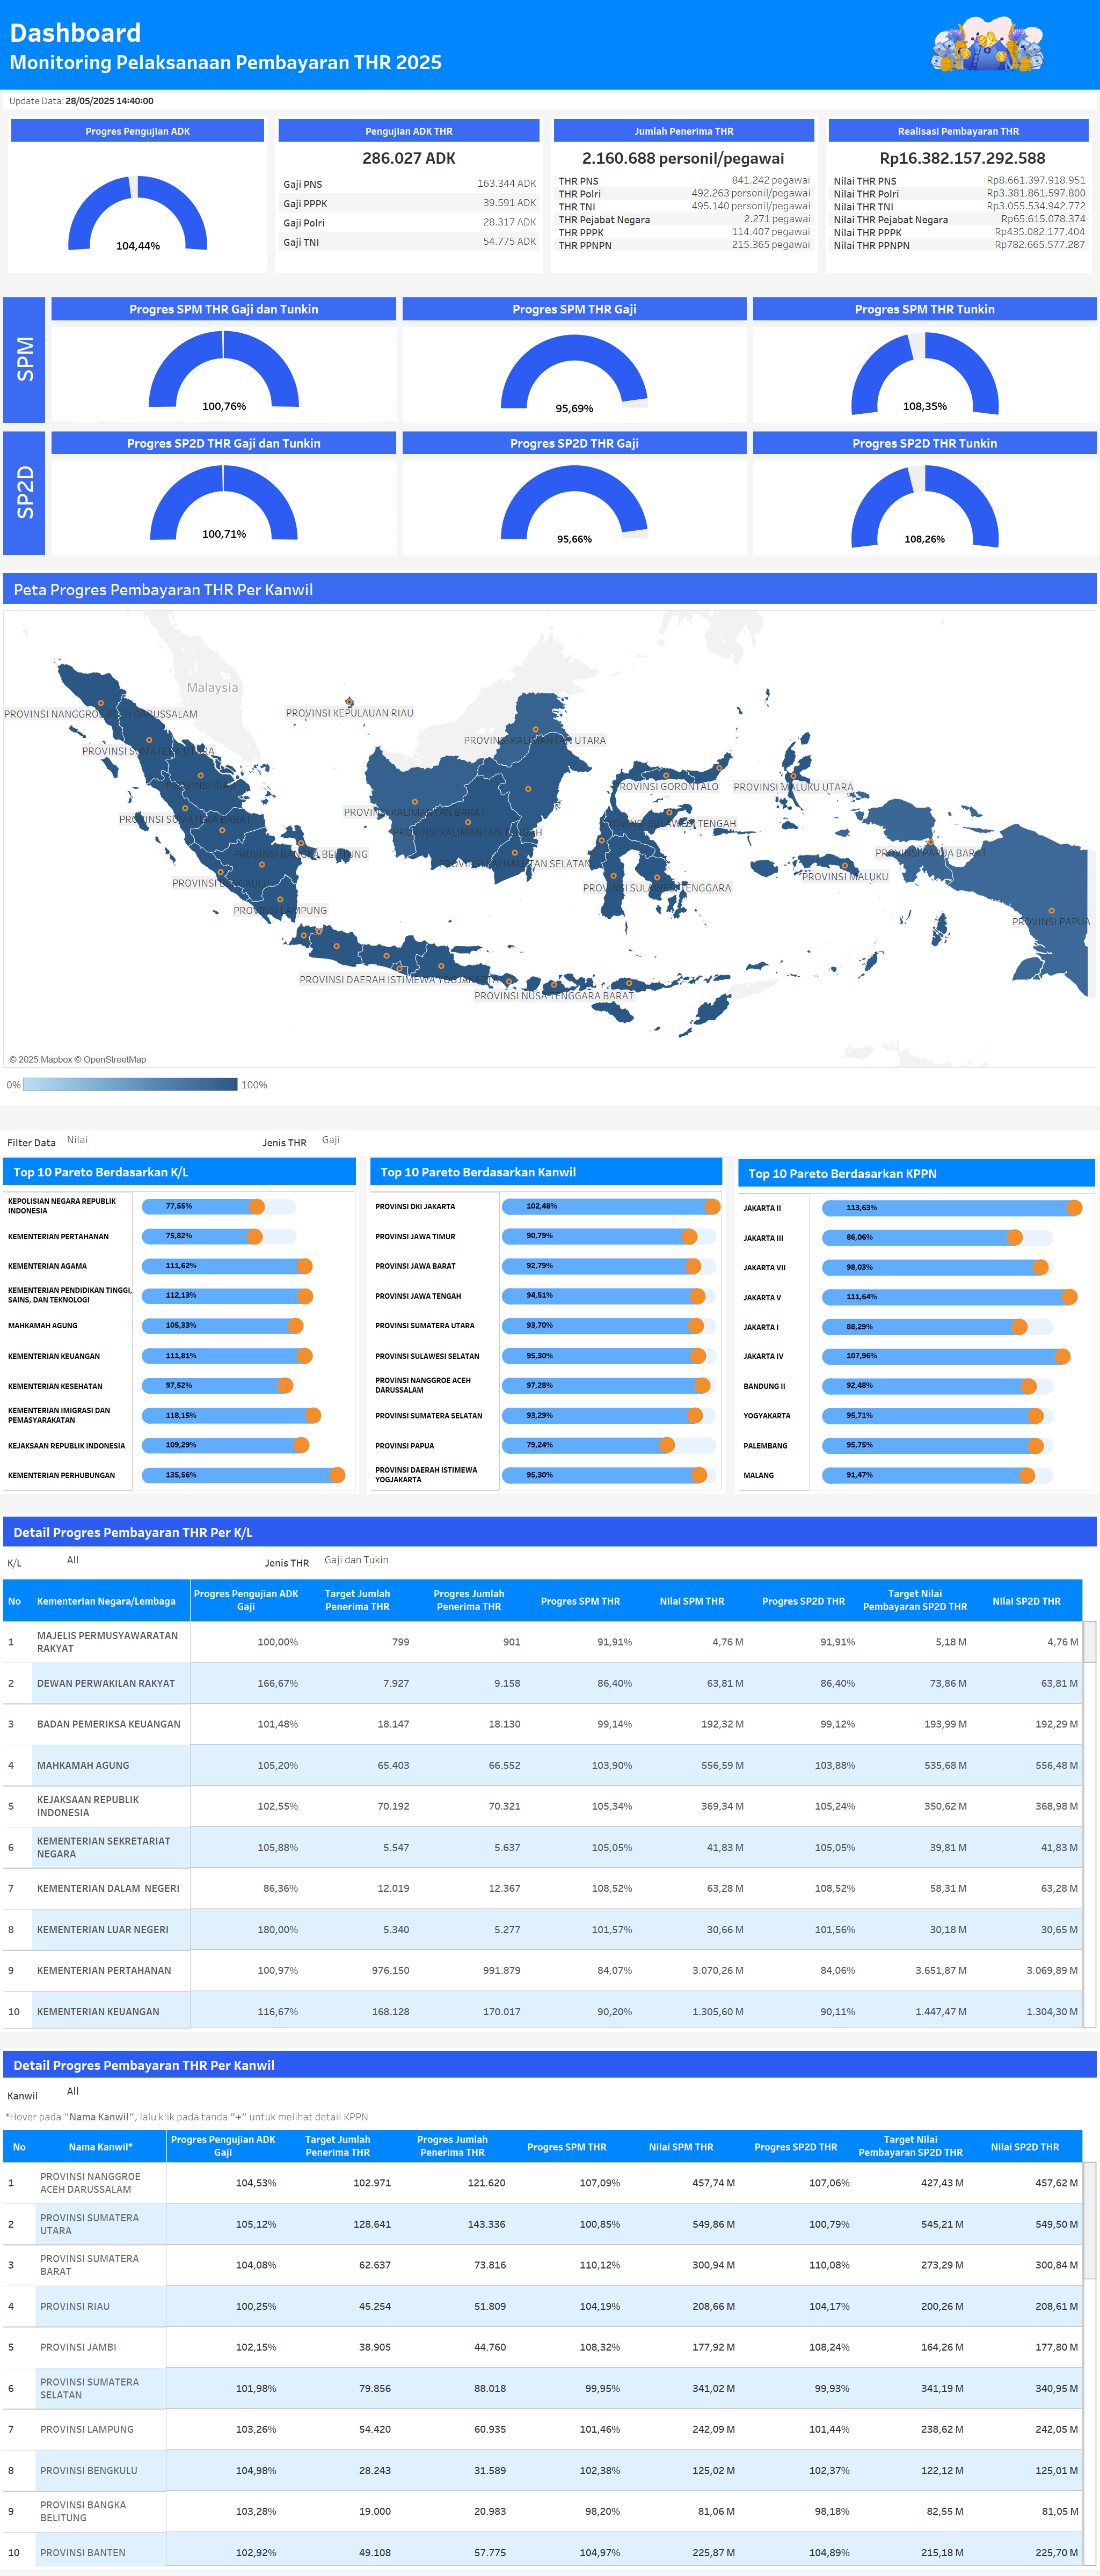 Dashboard
Monitoring Pelaksanaan Pembayaran THR 2025
Update Data: 28/05/2025 14:40:00
Progres Pengujian ADK
104,44%
Pengujian ADK THR
286.027 ADK
Gaji PNS 163.344 ADK
Gaji PPPK 39.591 ADK
Gaji Polri 28.317 ADK
Gaji TNI 54.775 ADK
Jumlah Penerima THR
2.160.688 personil/pegawai
THR PNS 841.242 pegawai
THR Polri 492.263 personil/pegawai
THR TNI 495.140 personil/pegawai
THR Pejabat Negara 2.271 pegawai
THR PPPK 114.407 pegawai
THR PPNPN 215.365 pegawai
Realisasi Pembayaran THR
Rp16.382.157.292.588
Nilai THR PNS Rp8.661.397.918.951
Nilai THR Polri Rp3.381.861.597.800
Nilai THR TNI Rp3.055.534.942.772
Nilai THR Pejabat Negara Rp65.615.078.374
Nilai THR PPPK Rp435.082.177.404
Nilai THR PPNPN Rp782.665.577.287
SPM
Progres SPM THR Gaji dan Tunkin
100,76%
Progres SPM THR Gaji
95,69%
Progres SPM THR Tunkin
108,35%
SP2D
Progres SP2D THR Gaji dan Tunkin
100,71%
Progres SP2D THR Gaji
95,66%
Progres SP2D THR Tunkin
108,26%
Peta Progres Pembayaran THR Per Kanwil
Malaysia
PROVINSI NANGGROE ACEH DARUSSALAM
PROVINSI KEPULAUAN RIAU
PROVINSI KALIMANTAN UTARA
PROVINSI SUMATERA UTARA
PROVINSI RIAU
PROVINSI GORONTALO
PROVINSI MALUKU UTARA
PROVINSI SUMATERA BARAT
PROVINSI KALIMANTAN BARAT
PROVINSI SULAWESI TENGAH
PROVINSI KALIMANTAN TENGAH
PROVINSI BANGKA BELITUNG
PROVINSI PAPUA BARAT
PROVINSI KALIMANTAN SELATAN
PROVINSI MALUKU
PROVINSI BENGKULU
PROVINSI SULAWESI TENGGARA
PROVINSI LAMPUNG
PROVINSI PAPUA
PROVINSI DAERAH ISTIMEWA YOGJAKARTA
PROVINSI NUSA TENGGARA BARAT
© 2025 Mapbox © OpenStreetMap
0% 100%
Filter Data Nilai Jenis THR Gaji
Top 10 Pareto Berdasarkan K/L
KEPOLISIAN NEGARA REPUBLIK
INDONESIA 77,55%
KEMENTERIAN PERTAHANAN 75,82%
KEMENTERIAN AGAMA 111,62%
KEMENTERIAN PENDIDIKAN TINGGI,
SAINS, DAN TEKNOLOGI 112,13%
MAHKAMAH AGUNG 105,33%
KEMENTERIAN KEUANGAN 111,81%
KEMENTERIAN KESEHATAN 97,52%
KEMENTERIAN IMIGRASI DAN
PEMASYARAKATAN 118,15%
KEJAKSAAN REPUBLIK INDONESIA 109,29%
KEMENTERIAN PERHUBUNGAN 135,56%
Top 10 Pareto Berdasarkan Kanwil
PROVINSI DKI JAKARTA 102,48%
PROVINSI JAWA TIMUR 90,79%
PROVINSI JAWA BARAT 92,79%
PROVINSI JAWA TENGAH 94,51%
PROVINSI SUMATERA UTARA 93,70%
PROVINSI SULAWESI SELATAN 95,30%
PROVINSI NANGGROE ACEH
DARUSSALAM 97,28%
PROVINSI SUMATERA SELATAN 93,29%
PROVINSI PAPUA 79,24%
PROVINSI DAERAH ISTIMEWA
YOGJAKARTA 95,30%
Top 10 Pareto Berdasarkan KPPN
JAKARTA II 113,63%
JAKARTA III 86,06%
JAKARTA VII 98,03%
JAKARTA V 111,64%
JAKARTA I 88,29%
JAKARTA IV 107,96%
BANDUNG II 92,48%
YOGYAKARTA 95,71%
PALEMBANG 95,75%
MALANG 91,47%
Detail Progres Pembayaran THR Per K/L
K/L All Jenis THR Gaji dan Tukin
No Kementerian Negara/Lembaga Progres Pengujian ADK Gaji Target Jumlah Penerima THR Progres Jumlah Penerima THR Progres SPM THR Nilai SPM THR Progres SP2D THR Target Nilai Pembayaran SP2D THR Nilai SP2D THR
1 MAJELIS PERMUSYAWARATAN RAKYAT 100,00% 799 901 91,91% 4,76 M 91,91% 5,18 M 4,76 M
2 DEWAN PERWAKILAN RAKYAT 166,67% 7.927 9.158 86,40% 63,81 M 86,40% 73,86 M 63,81 M
3 BADAN PEMERIKSA KEUANGAN 101,48% 18.147 18.130 99,14% 192,32 M 99,12% 193,99 M 192,29 M
4 MAHKAMAH AGUNG 105,20% 65.403 66.552 103,90% 556,59 M 103,88% 535,68 M 556,48 M
5 KEJAKSAAN REPUBLIK INDONESIA 102,55% 70.192 70.321 105,34% 369,34 M 105,24% 350,62 M 368,98 M
6 KEMENTERIAN SEKRETARIAT NEGARA 105,88% 5.547 5.637 105,05% 41,83 M 105,05% 39,81 M 41,83 M
7 KEMENTERIAN DALAM NEGERI 86,36% 12.019 12.367 108,52% 63,28 M 108,52% 58,31 M 63,28 M
8 KEMENTERIAN LUAR NEGERI 180,00% 5.340 5.277 101,57% 30,66 M 101,56% 30,18 M 30,65 M
9 KEMENTERIAN PERTAHANAN 100,97% 976.150 991.879 84,07% 3.070,26 M 84,06% 3.651,87 M 3.069,89 M
10 KEMENTERIAN KEUANGAN 116,67% 168.128 170.017 90,20% 1.305,60 M 90,11% 1.447,47 M 1.304,30 M
Detail Progres Pembayaran THR Per Kanwil
Kanwil All
*Hover pada "Nama Kanwil", lalu klik pada tanda "+" untuk melihat detail KPPN
No Nama Kanwil* Progres Pengujian ADK Gaji Target Jumlah Penerima THR Progres Jumlah Penerima THR Progres SPM THR Nilai SPM THR Progres SP2D THR Target Nilai Pembayaran SP2D THR Nilai SP2D THR
1 PROVINSI NANGGROE ACEH DARUSSALAM 104,53% 102.971 121.620 107,09% 457,74 M 107,06% 427,43 M 457,62 M
2 PROVINSI SUMATERA UTARA 105,12% 128.641 143.336 100,85% 549,86 M 100,79% 545,21 M 549,50 M
3 PROVINSI SUMATERA BARAT 104,08% 62.637 73.816 110,12% 300,94 M 110,08% 273,29 M 300,84 M
4 PROVINSI RIAU 100,25% 45.254 51.809 104,19% 208,66 M 104,17% 200,26 M 208,61 M
5 PROVINSI JAMBI 102,15% 38.905 44.760 108,32% 177,92 M 108,24% 164,26 M 177,80 M
6 PROVINSI SUMATERA SELATAN 101,98% 79.856 88.018 99,95% 341,02 M 99,93% 341,19 M 340,95 M
7 PROVINSI LAMPUNG 103,26% 54.420 60.935 101,46% 242,09 M 101,44% 238,62 M 242,05 M
8 PROVINSI BENGKULU 104,98% 28.243 31.589 102,38% 125,02 M 102,37% 122,12 M 125,01 M
9 PROVINSI BANGKA BELITUNG 103,28% 19.000 20.983 98,20% 81,06 M 98,18% 82,55 M 81,05 M
10 PROVINSI BANTEN 102,92% 49.108 57.775 104,97% 225,87 M 104,89% 215,18 M 225,70 M